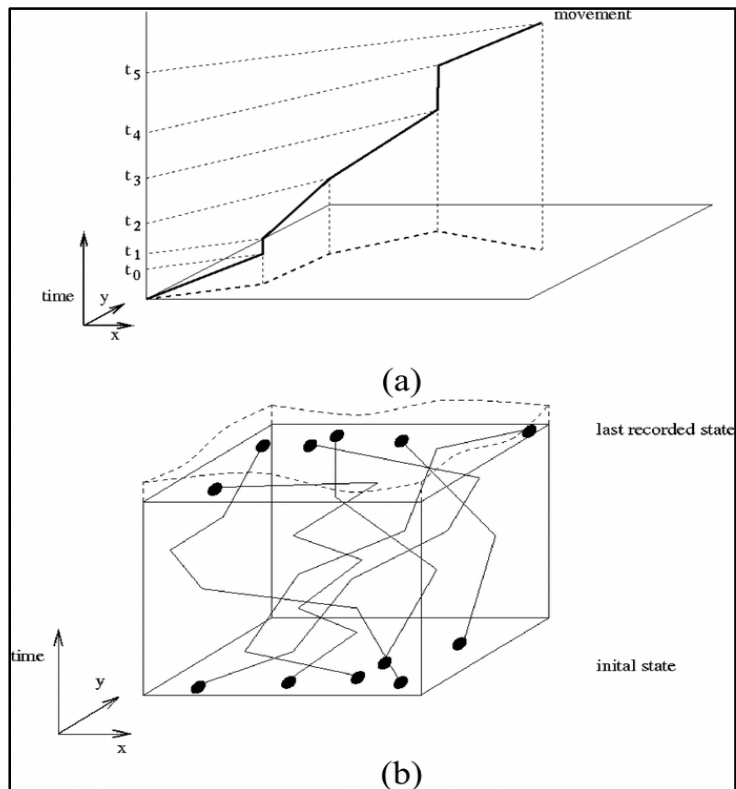 movement
t5
t4
t3
t2
t1
t0
time
y
x
(a)
last recorded state
time
y
x
inital state
(b)